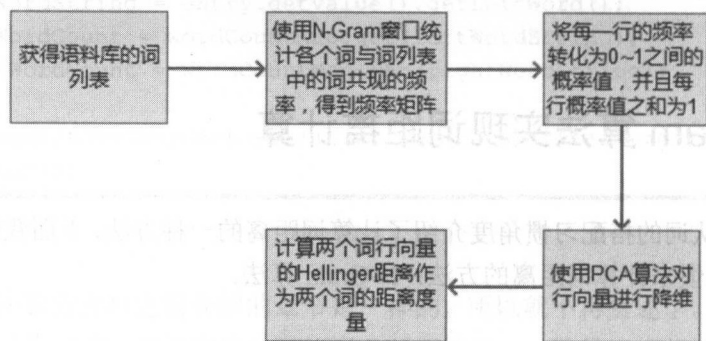 获得语料库的词
列表
使用N-Gram窗口统
计各个词与词列表
中的词共现的频
率，得到频率矩阵
将每一行的频率
转化为0~1之间的
概率值，并且每
行概率值之和为1
使用PCA算法对
行向量进行降维
计算两个词行向量
的Hellinger距离作
为两个词的距离度
量